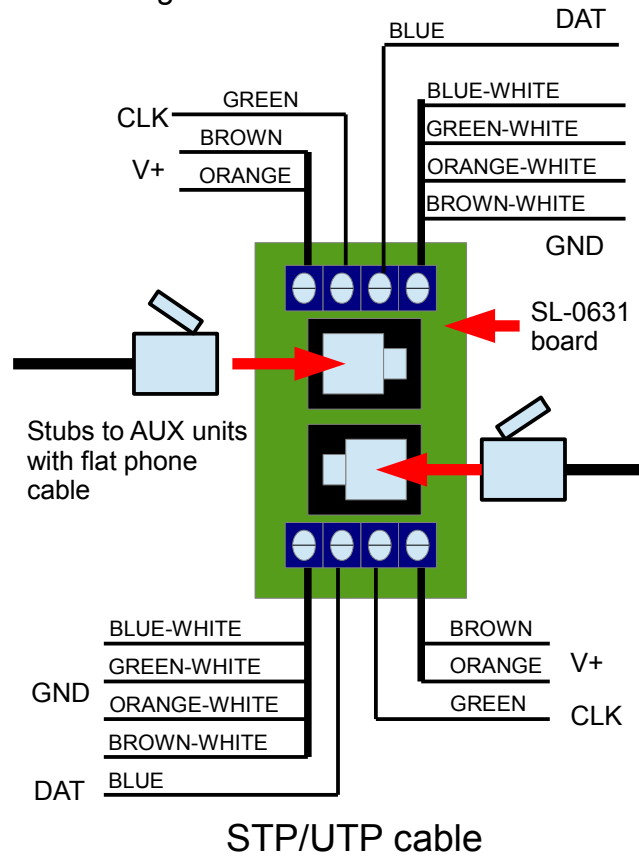 DAT
BLUE
BLUE-WHITE
GREEN
CLK
GREEN-WHITE
BROWN
V+
ORANGE
ORANGE-WHITE
BROWN-WHITE
GND
SL-0631
board
Stubs to AUX units
with flat phone
cable
BLUE-WHITE
BROWN
GREEN-WHITE
ORANGE
V+
GND
ORANGE-WHITE
GREEN
CLK
BROWN-WHITE
DAT
BLUE
STP/UTP cable